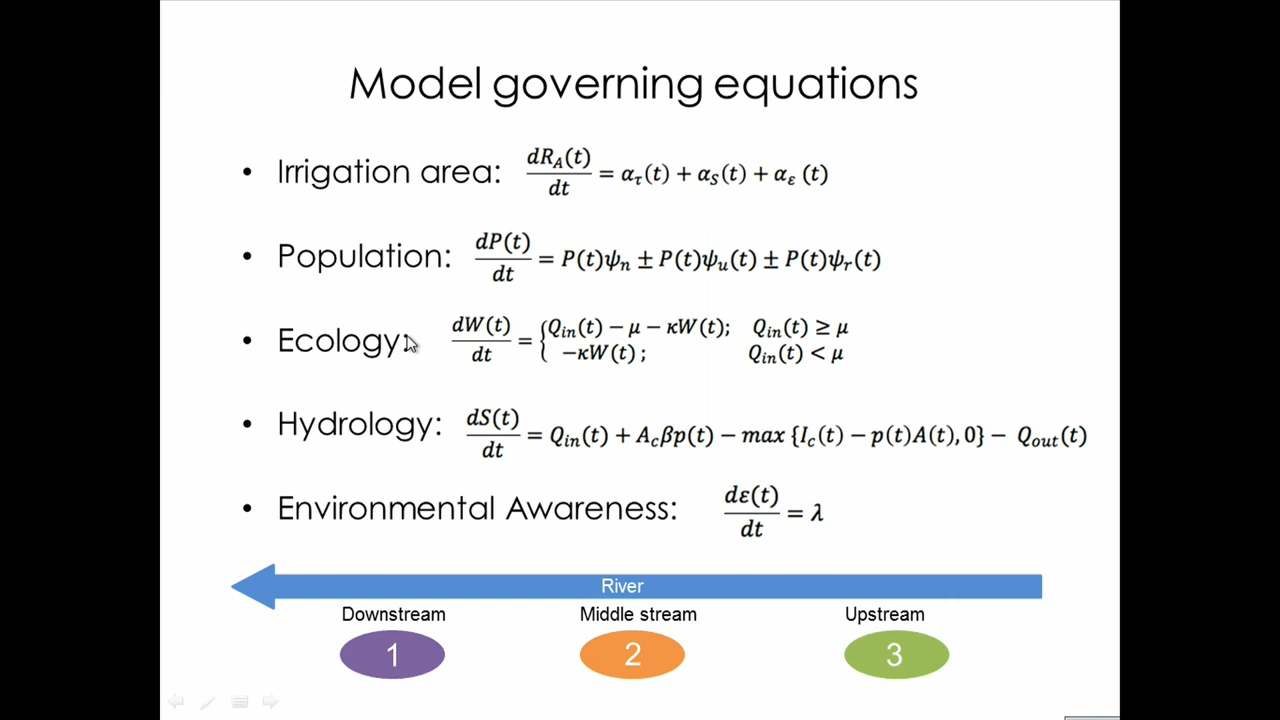 Model governing equations
• Irrigation area: dR_A(t)/dt = α_τ(t) + α_S(t) + α_ε (t)
• Population: dP(t)/dt = P(t)ψ_n ± P(t)ψ_u(t) ± P(t)ψ_r(t)
• Ecology: dW(t)/dt = { Q_in(t) − μ − κW(t); Q_in(t) ≥ μ
−κW(t) ; Q_in(t) < μ
• Hydrology: dS(t)/dt = Q_in(t) + A_cβp(t) − max {I_c(t) − p(t)A(t), 0} − Q_out(t)
• Environmental Awareness: dε(t)/dt = λ
River
Downstream Middle stream Upstream
1 2 3